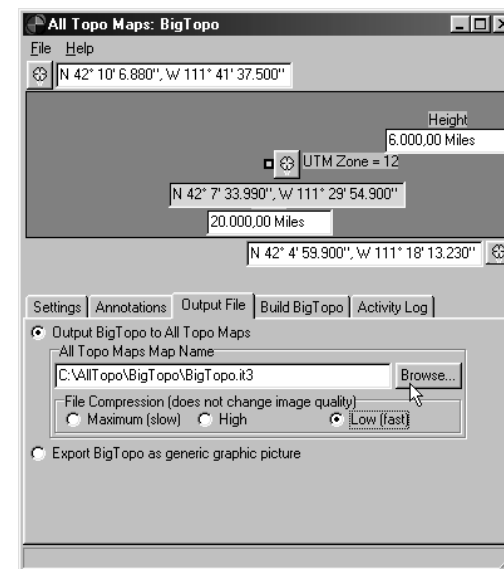 All Topo Maps: BigTopo
File Help
N 42° 10' 6.880", W 111° 41' 37.500"
Height
6.000,00 Miles
UTM Zone = 12
N 42° 7' 33.990", W 111° 29' 54.900"
20.000,00 Miles
N 42° 4' 59.900", W 111° 18' 13.230"
Settings Annotations Output File Build BigTopo Activity Log
Output BigTopo to All Topo Maps
All Topo Maps Map Name
C:\AllTopo\BigTopo\BigTopo.it3 Browse...
File Compression (does not change image quality)
Maximum (slow) High Low (fast)
Export BigTopo as generic graphic picture